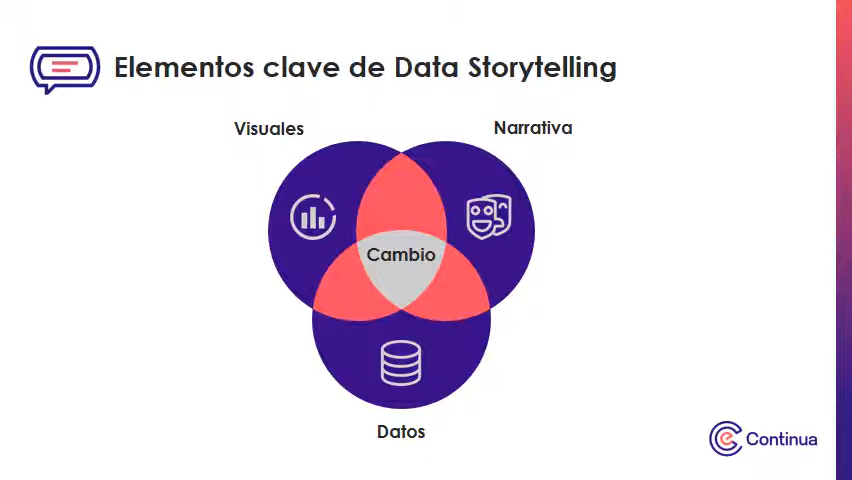 Elementos clave de Data Storytelling
Visuales
Narrativa
Cambio
Datos
Continua